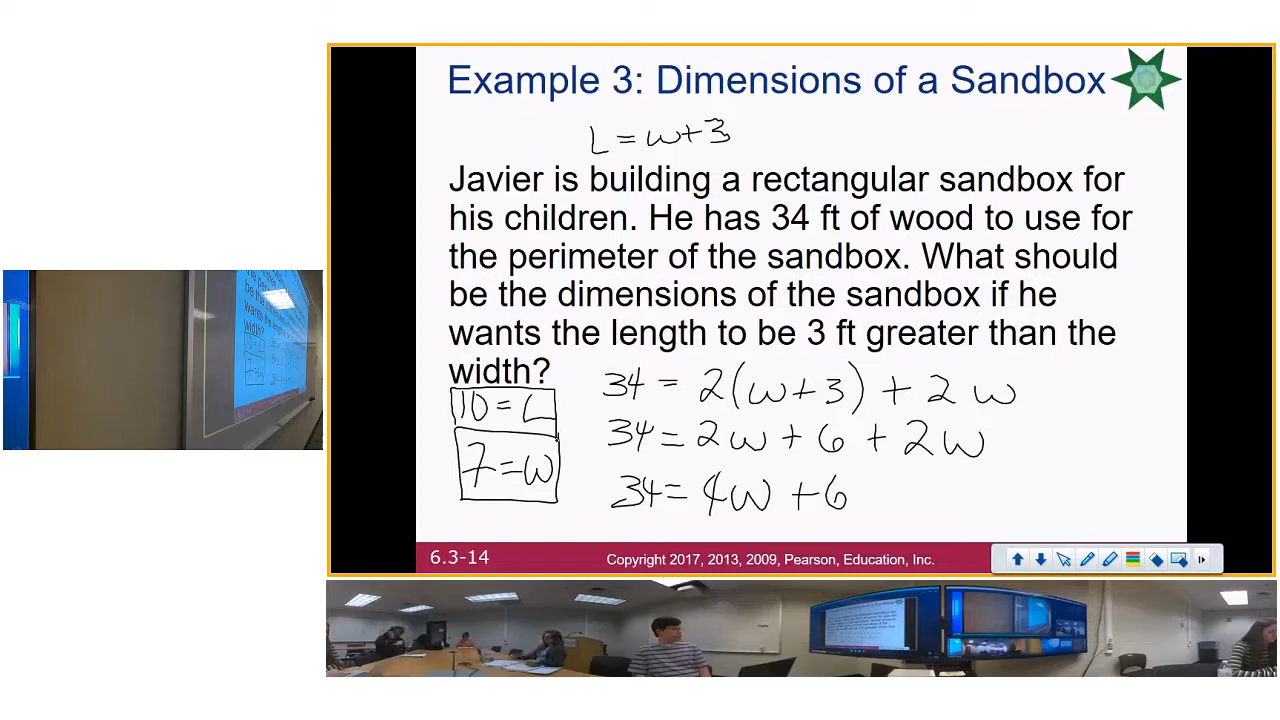 Example 3: Dimensions of a Sandbox
L = w+3
Javier is building a rectangular sandbox for
his children. He has 34 ft of wood to use for
the perimeter of the sandbox. What should
be the dimensions of the sandbox if he
wants the length to be 3 ft greater than the
width?
34 = 2(w+3) + 2w
10 = L
34 = 2w + 6 + 2w
7 = w
34 = 4w + 6
6.3-14
Copyright 2017, 2013, 2009, Pearson, Education, Inc.